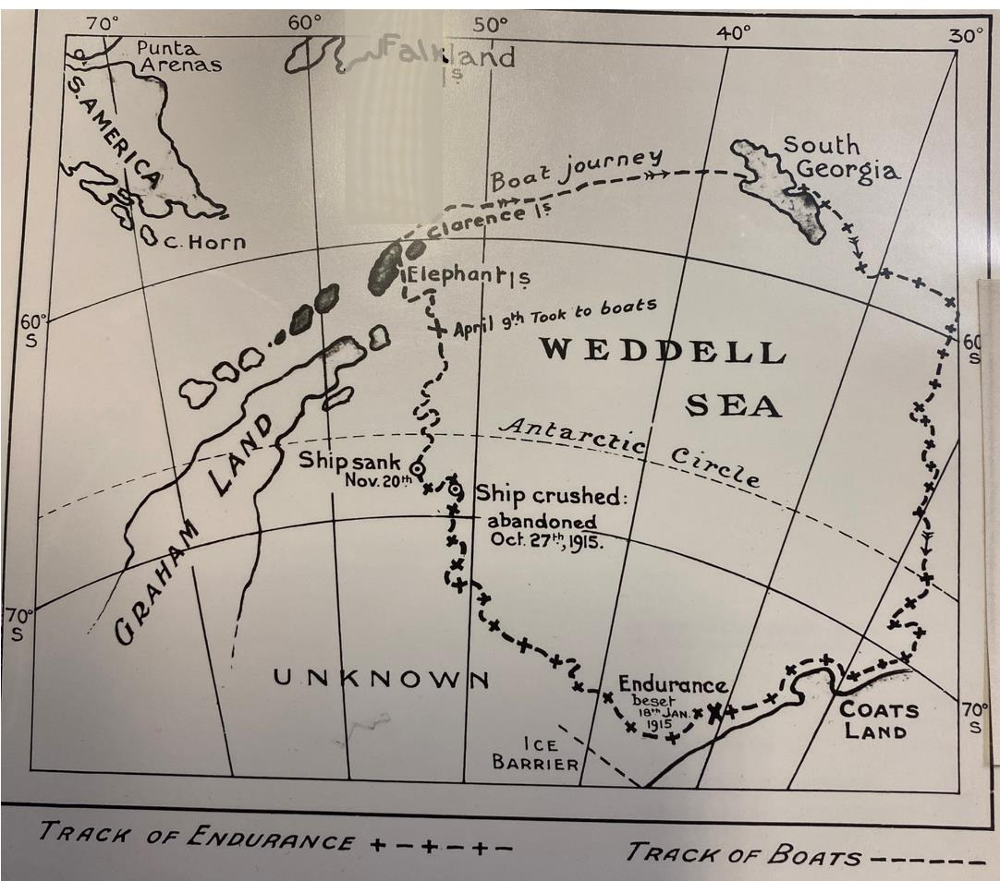 70°
60°
50°
40°
30°
Punta
Arenas
Falkland
s
S. AMERICA
C. Horn
South
Georgia
Boat journey
Clarence Is
Elephant Is
April 9th Took to boats
60°
S
60
S
WEDDELL
SEA
Antarctic Circle
Ship sank
Nov. 20th
Ship crushed:
abandoned
Oct. 27th, 1915.
GRAHAM LAND
70°
S
UNKNOWN
Endurance
beset
18th JAN.
1915
ICE
BARRIER
COATS
LAND
70°
S
TRACK OF ENDURANCE + – + – + –
TRACK OF BOATS ------